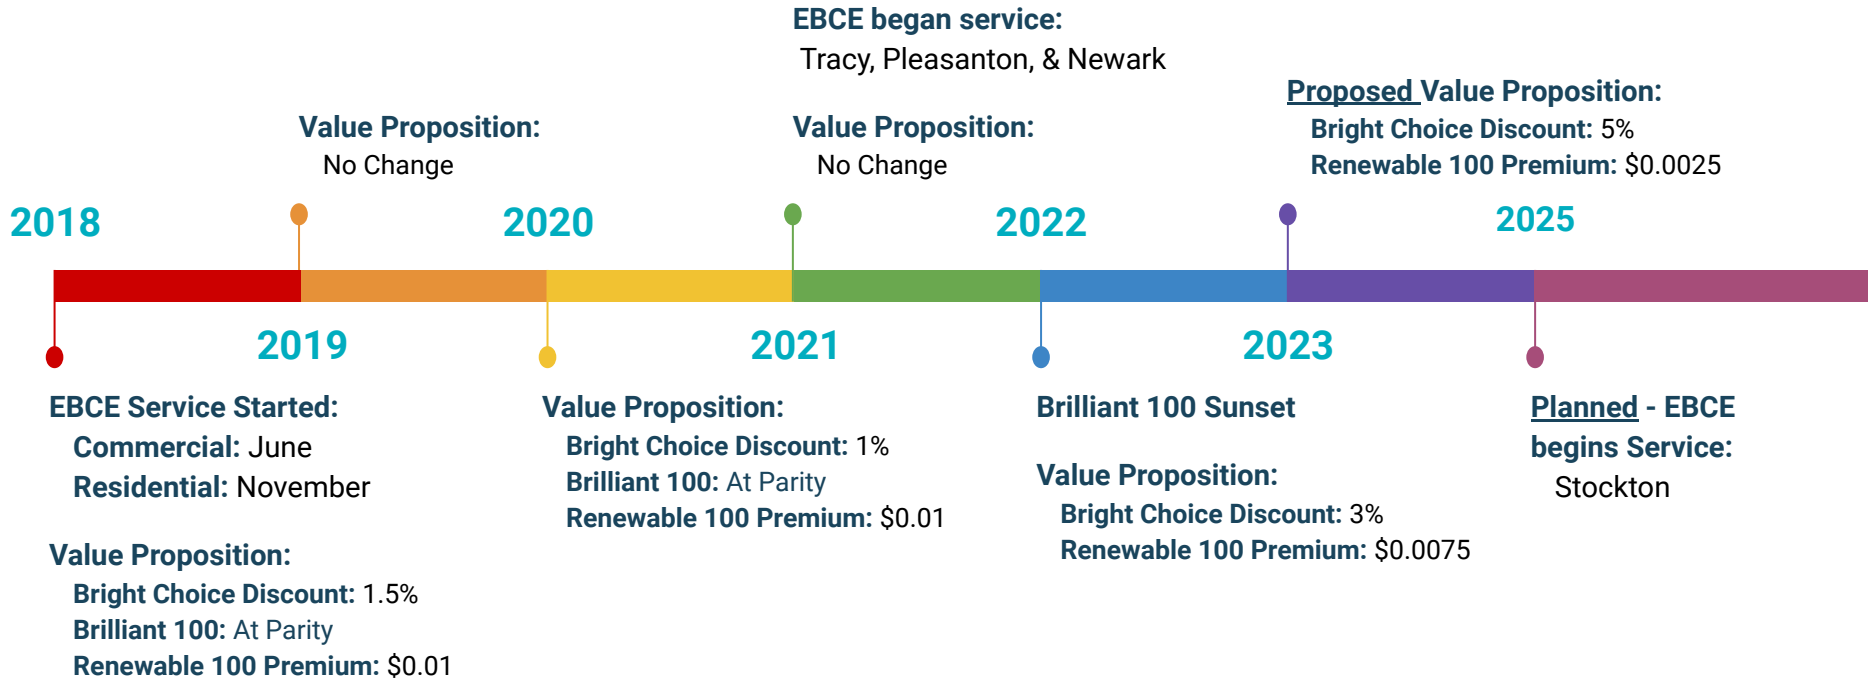 2018
EBCE Service Started:
Commercial: June
Residential: November
Value Proposition:
Bright Choice Discount: 1.5%
Brilliant 100: At Parity
Renewable 100 Premium: $0.01
2019
Value Proposition:
No Change
2020
Value Proposition:
Bright Choice Discount: 1%
Brilliant 100: At Parity
Renewable 100 Premium: $0.01
2021
EBCE began service:
Tracy, Pleasanton, & Newark
Value Proposition:
No Change
2022
Brilliant 100 Sunset
Value Proposition:
Bright Choice Discount: 3%
Renewable 100 Premium: $0.0075
2023
Proposed Value Proposition:
Bright Choice Discount: 5%
Renewable 100 Premium: $0.0025
2025
Planned - EBCE
begins Service:
Stockton